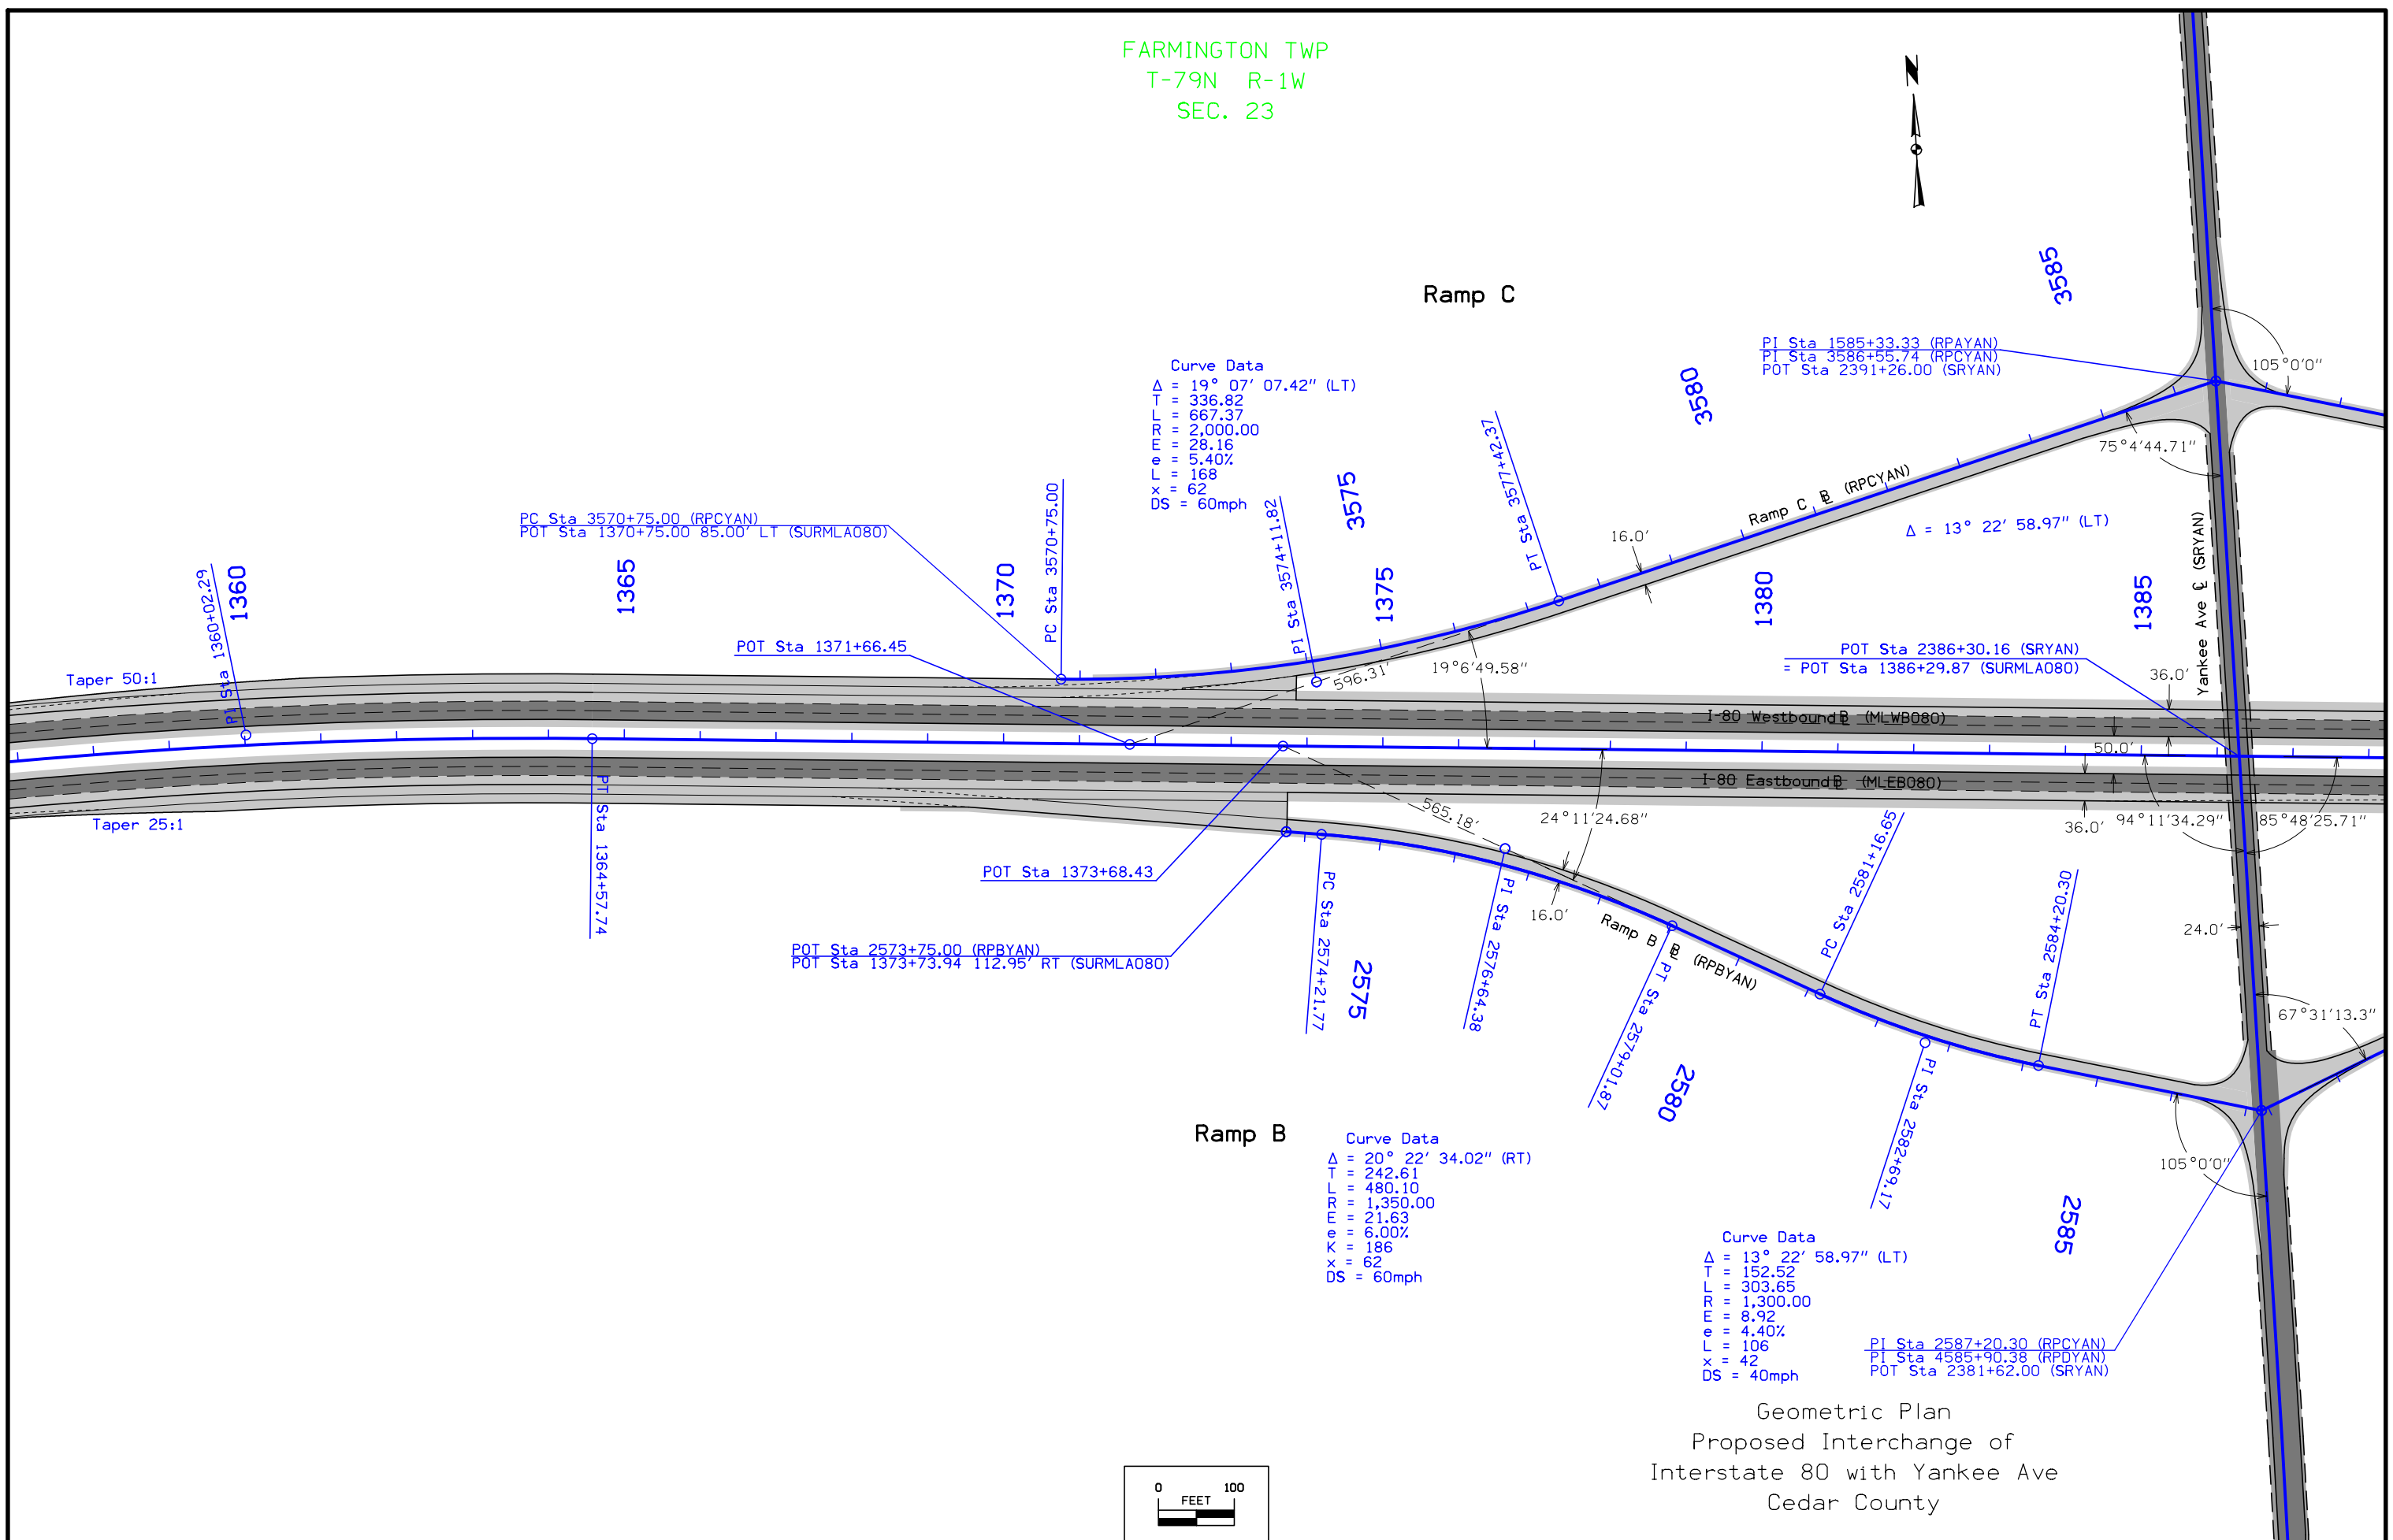 FARMINGTON TWP
T-79N R-1W
SEC. 23
N
Ramp C
3585
PI Sta 1585+33.33 (RPAYAN)
PI Sta 3586+55.74 (RPCYAN)
POT Sta 2391+26.00 (SRYAN)
105°0'0"
Curve Data
Δ = 19° 07' 07.42" (LT)
T = 336.82
L = 667.37
R = 2,000.00
E = 28.16
e = 5.40%
L = 168
x = 62
DS = 60mph
3580
75°4'44.71"
PT Sta 3577+42.37
3575
Ramp C BL (RPCYAN)
Δ = 13° 22' 58.97" (LT)
16.0'
PC Sta 3570+75.00 (RPCYAN)
POT Sta 1370+75.00 85.00' LT (SURMLA080)
PC Sta 3570+75.00
PI Sta 3574+11.82
PI Sta 1360+02.29
1360
1365
1370
1375
1380
1385
Yankee Ave CL (SRYAN)
POT Sta 1371+66.45
POT Sta 2386+30.16 (SRYAN)
= POT Sta 1386+29.87 (SURMLA080)
596.31'
19°6'49.58"
36.0'
Taper 50:1
I-80 Westbound BL (MLWB080)
50.0'
I-80 Eastbound BL (MLEB080)
Taper 25:1
PT Sta 1364+57.74
565.18'
24°11'24.68"
36.0'
94°11'34.29"
85°48'25.71"
POT Sta 1373+68.43
PC Sta 2574+21.77
PI Sta 2576+64.38
16.0'
PC Sta 2581+16.65
PT Sta 2584+20.30
24.0'
POT Sta 2573+75.00 (RPBYAN)
POT Sta 1373+73.94 112.95' RT (SURMLA080)
2575
Ramp B BL (RPBYAN)
PT Sta 2579+01.87
2580
PI Sta 2582+69.17
67°31'13.3"
105°0'0"
2585
Ramp B
Curve Data
Δ = 20° 22' 34.02" (RT)
T = 242.61
L = 480.10
R = 1,350.00
E = 21.63
e = 6.00%
K = 186
x = 62
DS = 60mph
Curve Data
Δ = 13° 22' 58.97" (LT)
T = 152.52
L = 303.65
R = 1,300.00
E = 8.92
e = 4.40%
L = 106
x = 42
DS = 40mph
PI Sta 2587+20.30 (RPCYAN)
PI Sta 4585+90.38 (RPDYAN)
POT Sta 2381+62.00 (SRYAN)
Geometric Plan
Proposed Interchange of
Interstate 80 with Yankee Ave
Cedar County
0 100
FEET